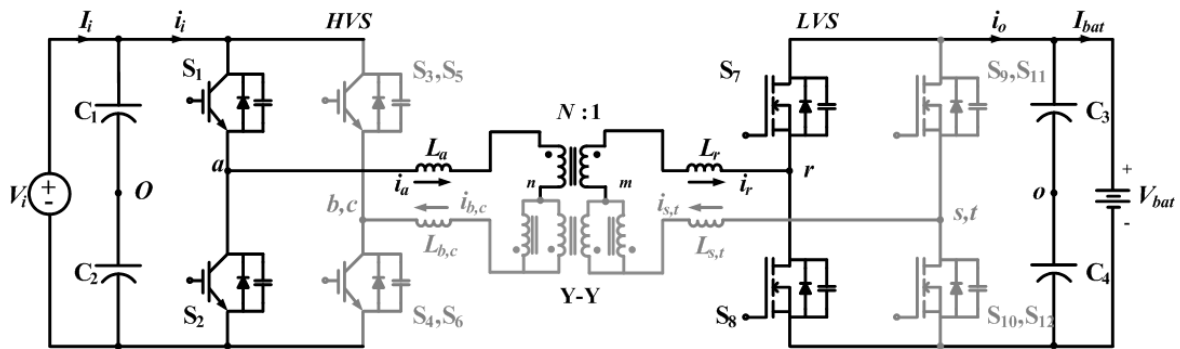 I_i i_i HVS LVS i_o I_bat
S_1 S_3,S_5 S_7 S_9,S_11
C_1 N:1 C_3
L_a L_r
a n m r
V_i + - O i_a i_r o + - V_bat
b,c i_b,c i_s,t s,t
L_b,c L_s,t
C_2 C_4
Y-Y
S_2 S_4,S_6 S_8 S_10,S_12